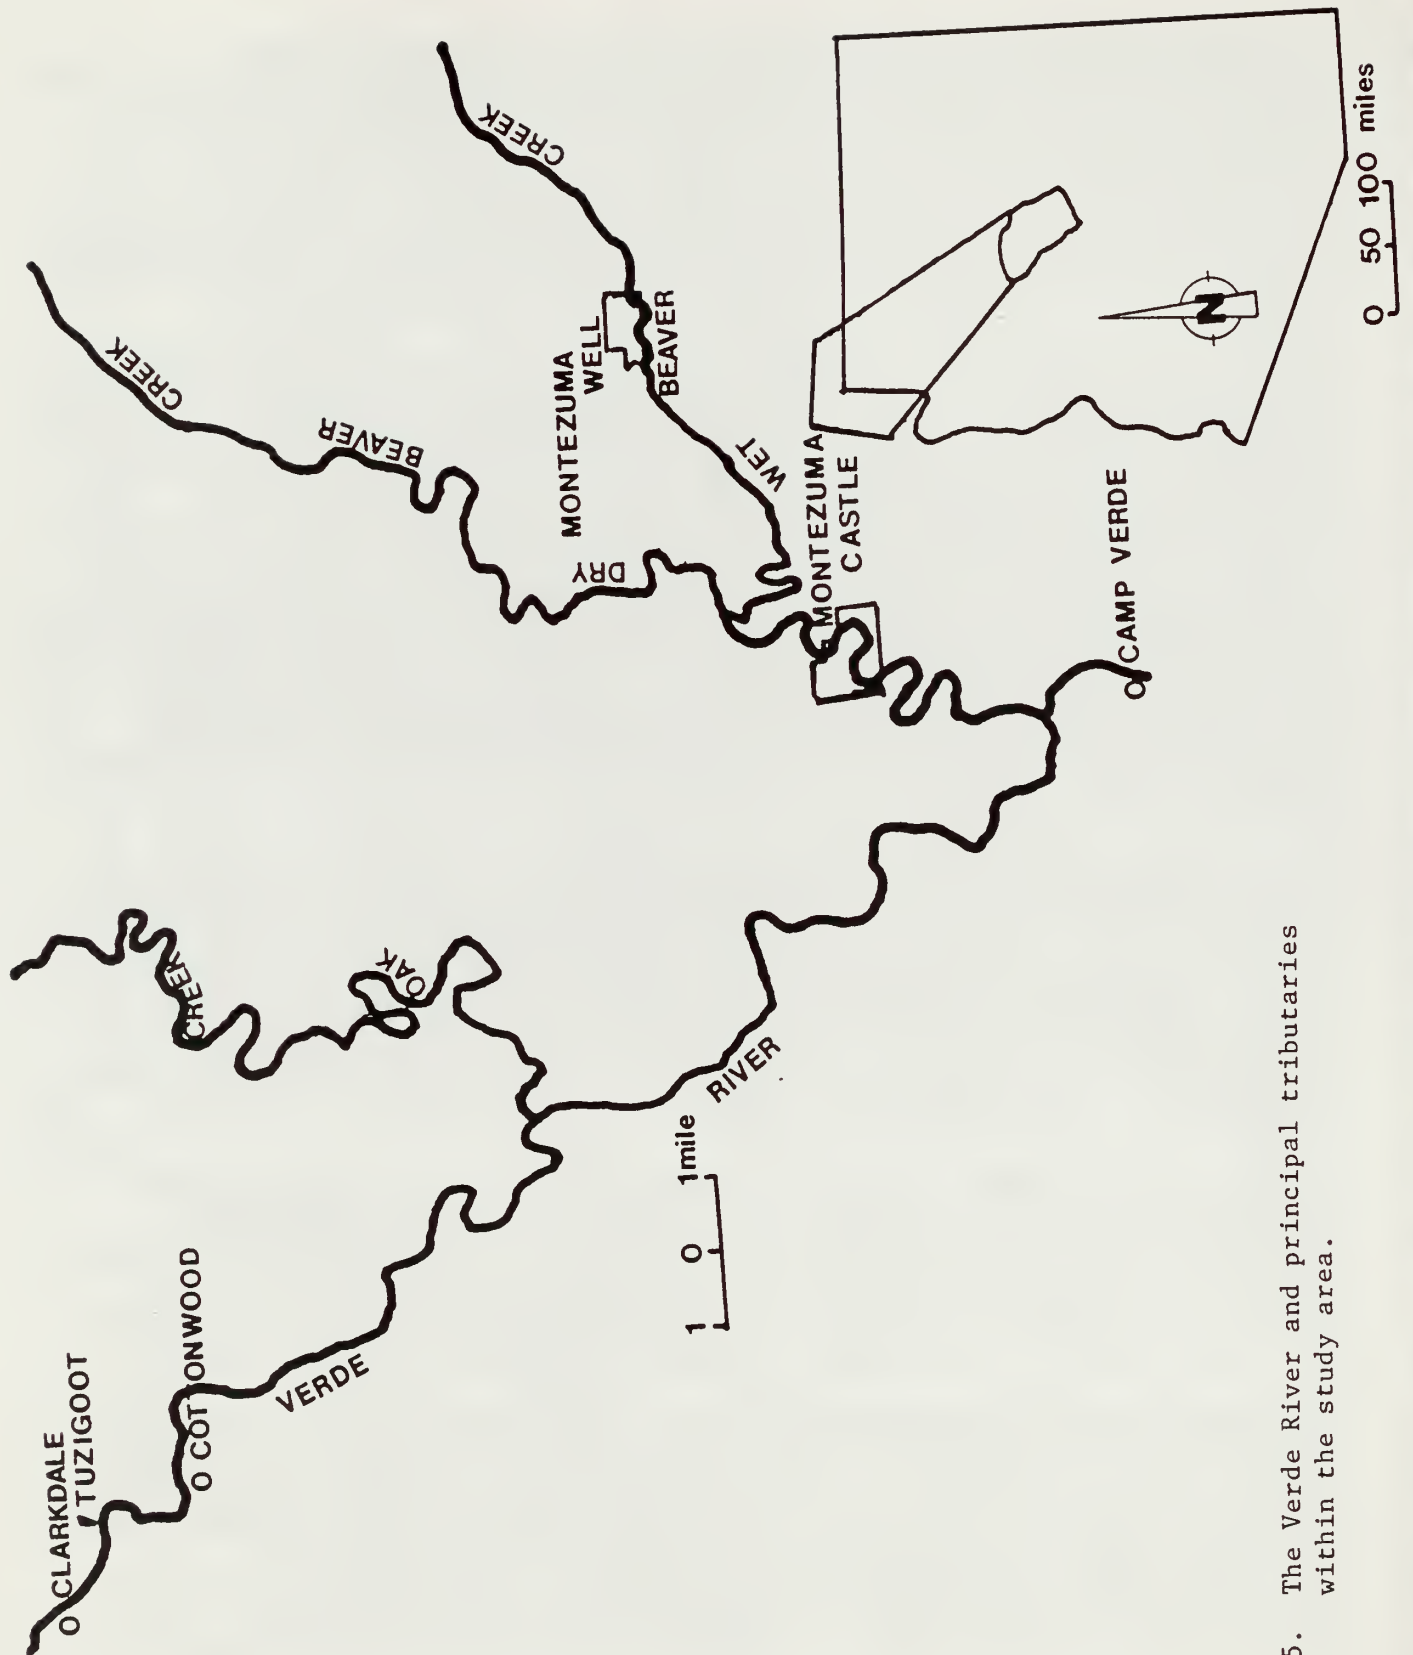 CLARKDALE
TUZIGOOT
COTTONWOOD
VERDE
RIVER
OAK
CREEK
DRY
BEAVER
CREEK
WET
BEAVER
CREEK
MONTEZUMA
WELL
MONTEZUMA
CASTLE
CAMP VERDE
1 0 1mile
N
0 50 100 miles
5. The Verde River and principal tributaries
within the study area.